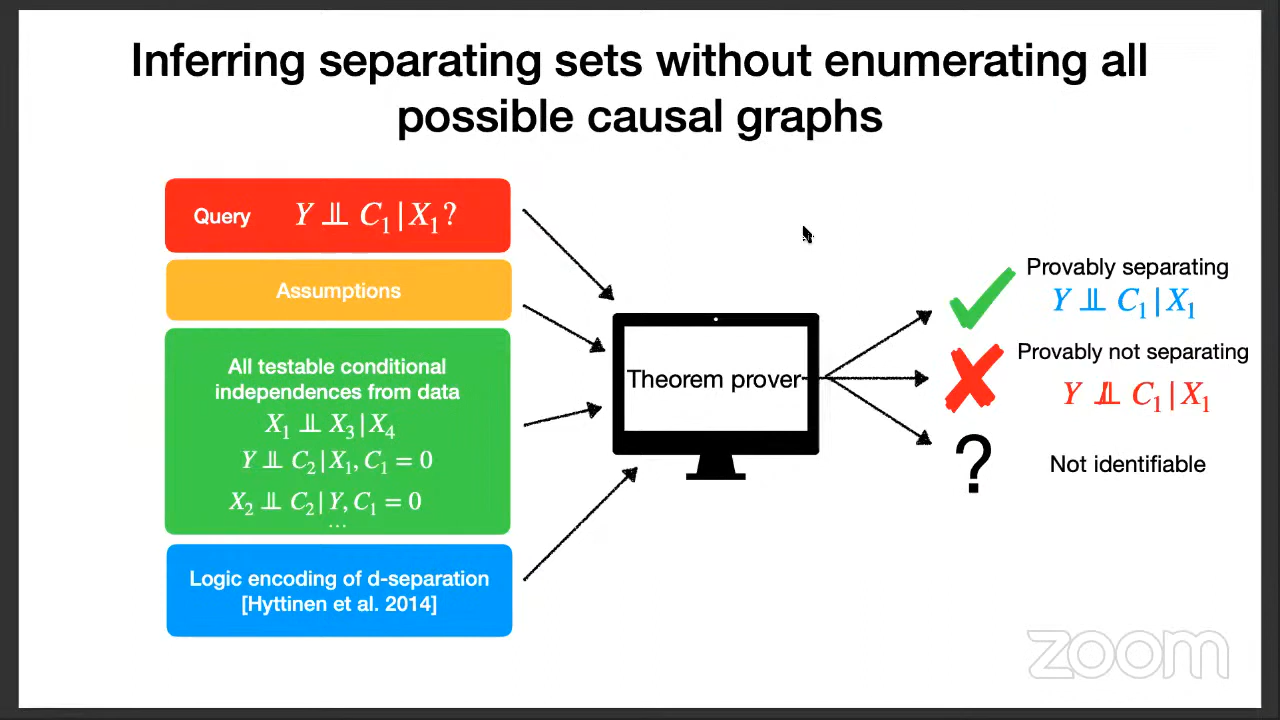 Inferring separating sets without enumerating all
possible causal graphs
Query Y ⫫ C₁ | X₁?
Assumptions
All testable conditional
independences from data
X₁ ⫫ X₃ | X₄
Y ⫫ C₂ | X₁, C₁ = 0
X₂ ⫫ C₂ | Y, C₁ = 0
...
Logic encoding of d-separation
[Hyttinen et al. 2014]
Theorem prover
Provably separating
Y ⫫ C₁ | X₁
Provably not separating
Y ⫫̸ C₁ | X₁
?
Not identifiable
zoom